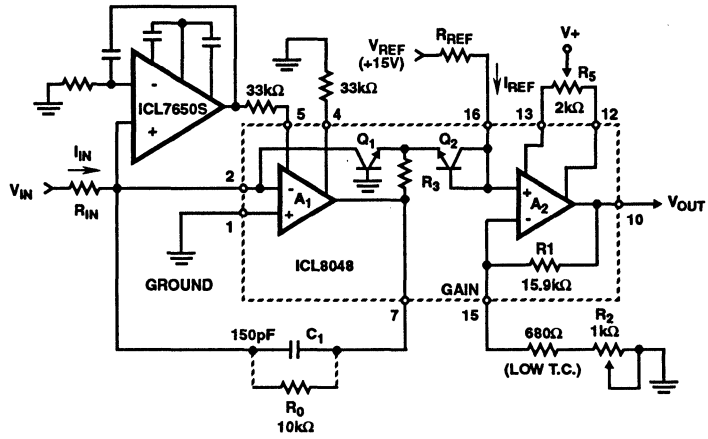 V+
VREF
(+15V)
RREF
IREF
R5
2kΩ
ICL7650S
33kΩ
33kΩ
5
4
16
13
12
IIN
VIN
RIN
2
1
Q1
Q2
R3
A1
A2
10
VOUT
GROUND
ICL8048
R1
15.9kΩ
GAIN
7
15
150pF
C1
R0
10kΩ
680Ω
(LOW T.C.)
R2
1kΩ